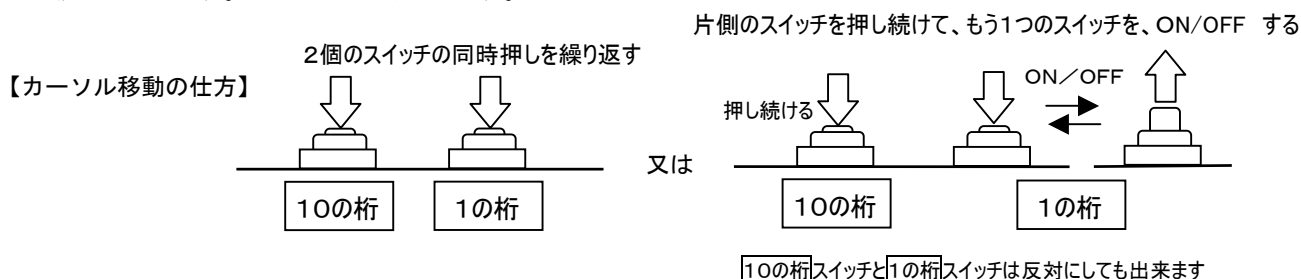 片側のスイッチを押し続けて、もう1つのスイッチを、ON/OFF する
2個のスイッチの同時押しを繰り返す
【カーソル移動の仕方】
ON/OFF
押し続ける
又は
10の桁
1の桁
10の桁
1の桁
10の桁スイッチと1の桁スイッチは反対にしても出来ます